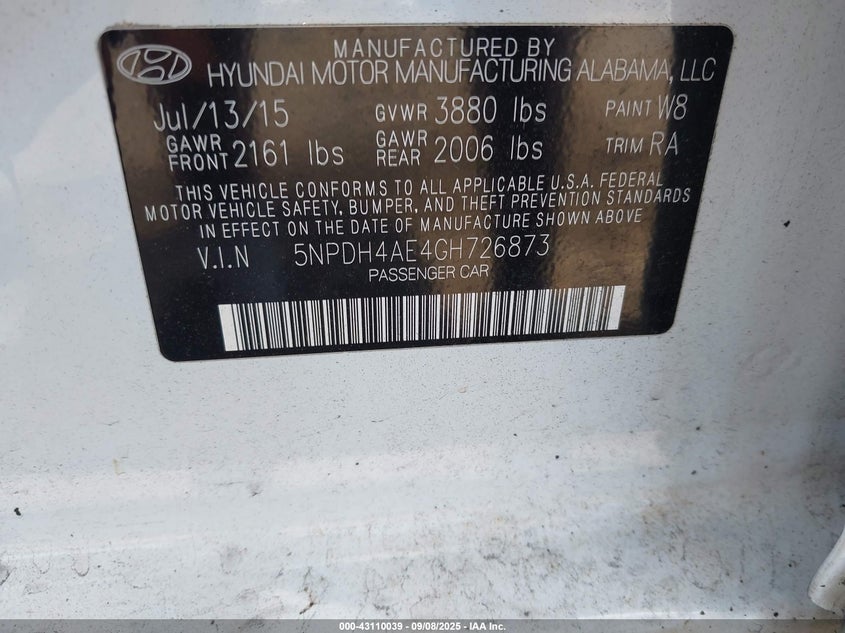 MANUFACTURED BY
HYUNDAI MOTOR MANUFACTURING ALABAMA, LLC
Jul/13/15 GVWR 3880 lbs PAINT W8
GAWR FRONT 2161 lbs GAWR REAR 2006 lbs TRIM RA
THIS VEHICLE CONFORMS TO ALL APPLICABLE U.S.A. FEDERAL
MOTOR VEHICLE SAFETY, BUMPER, AND THEFT PREVENTION STANDARDS
IN EFFECT ON THE DATE OF MANUFACTURE SHOWN ABOVE
V.I.N 5NPDH4AE4GH726873
PASSENGER CAR
000-43110039 - 09/08/2025 - IAA Inc.